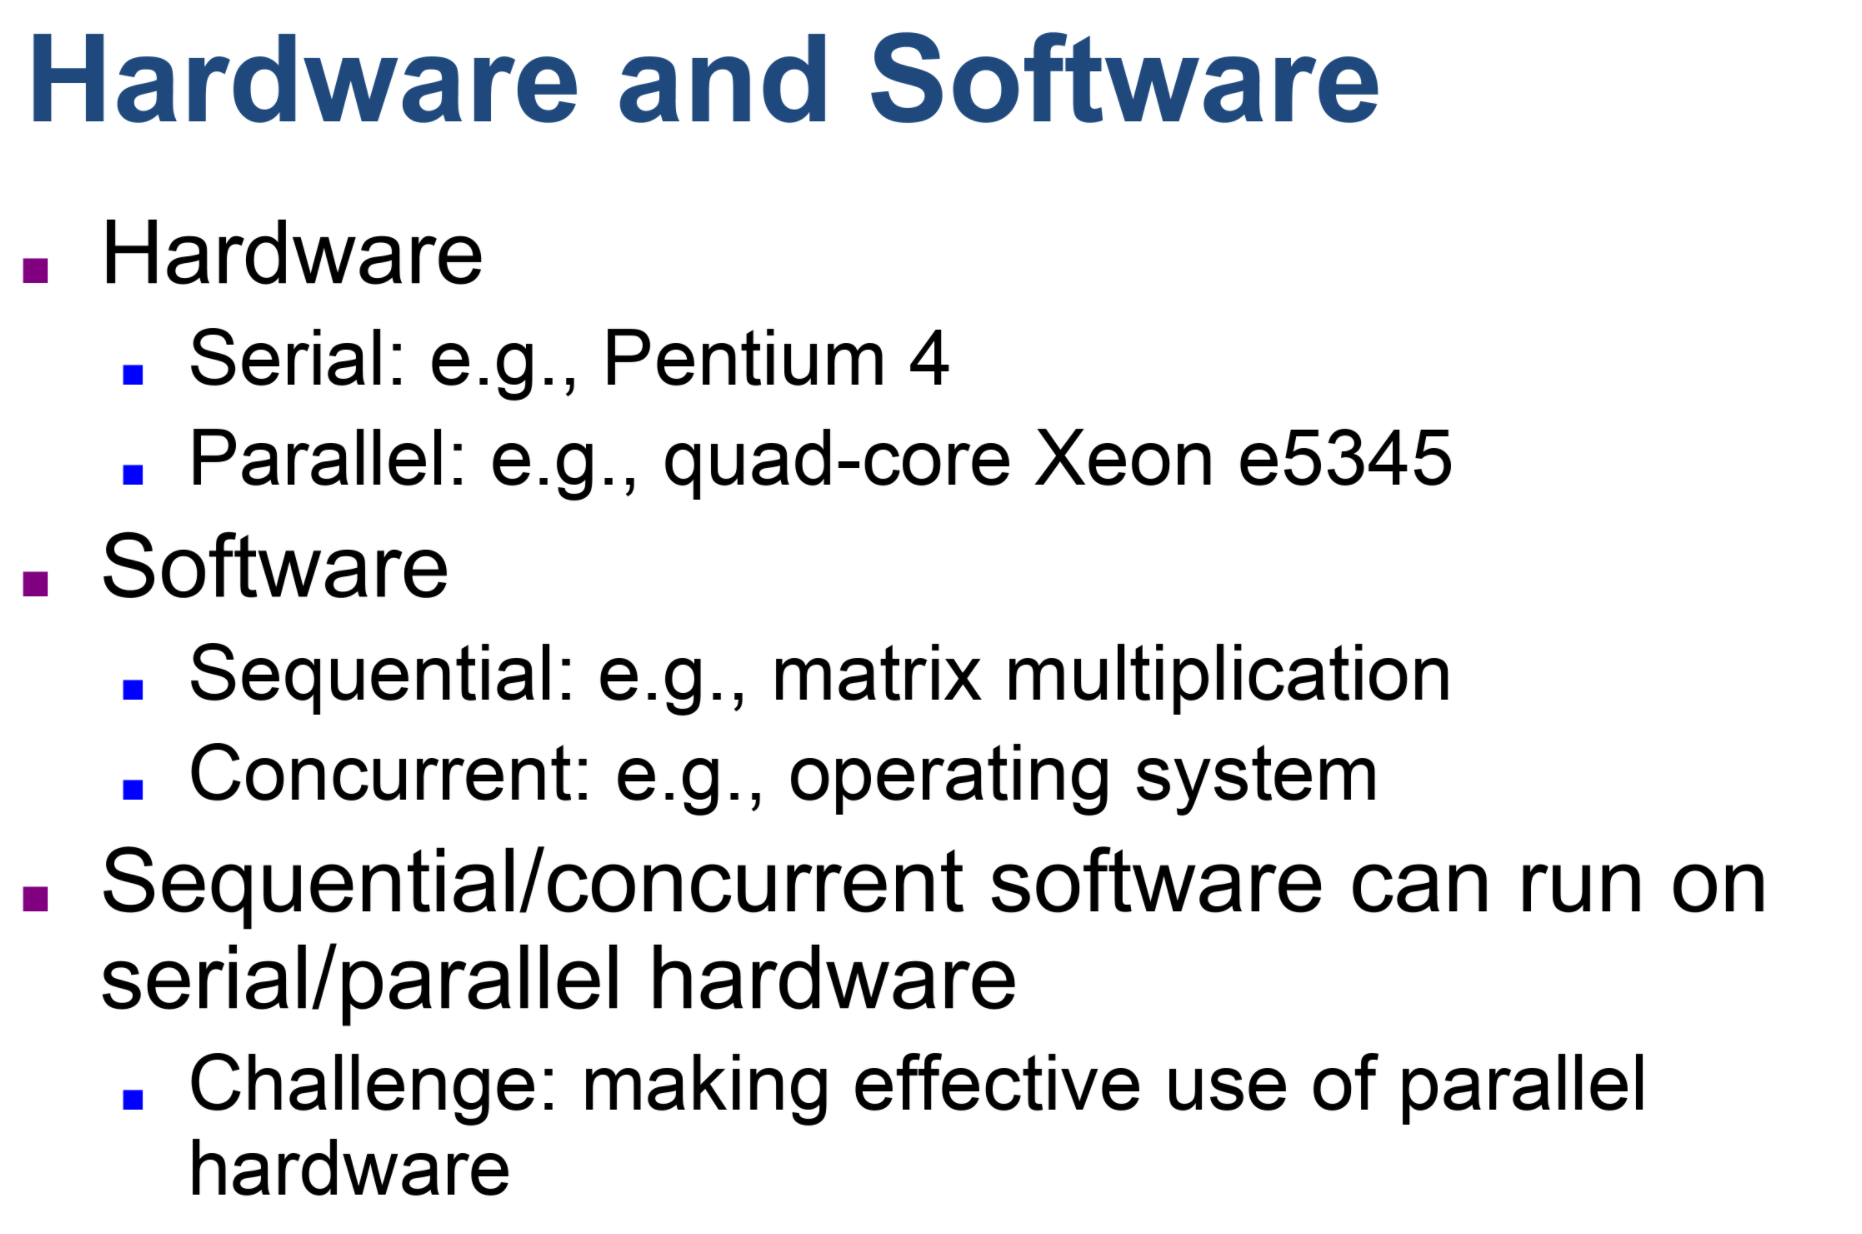 Hardware and Software
Hardware
Serial: e.g., Pentium 4
Parallel: e.g., quad-core Xeon e5345
Software
Sequential: e.g., matrix multiplication
Concurrent: e.g., operating system
Sequential/concurrent software can run on
serial/parallel hardware
Challenge: making effective use of parallel
hardware